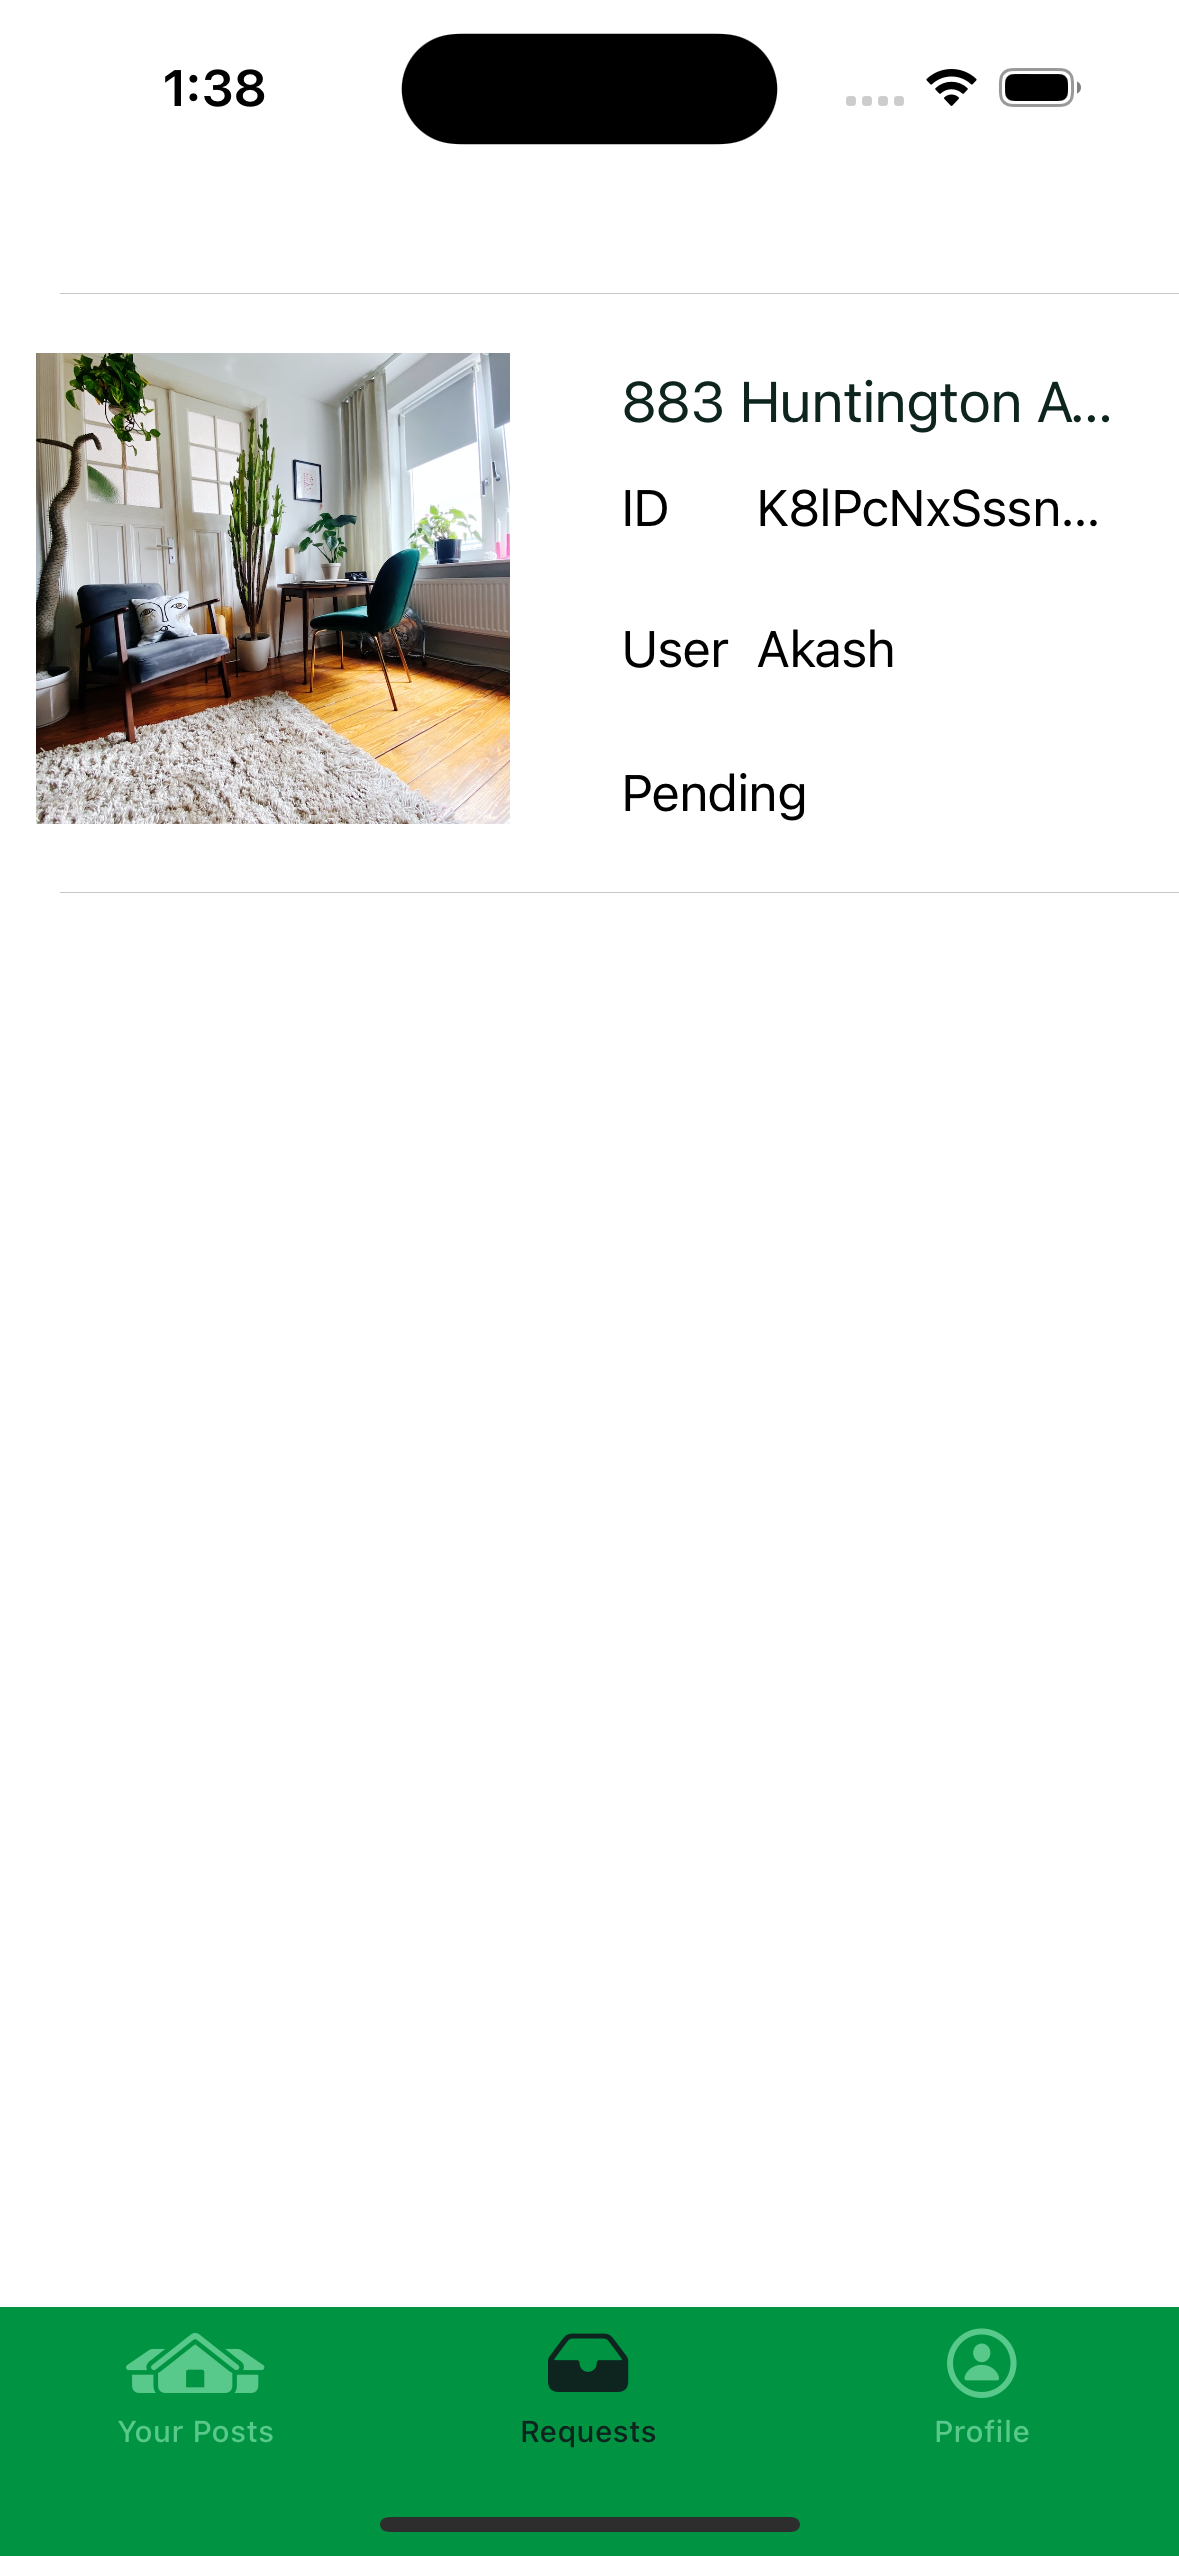 1:38
883 Huntington A...
ID K8lPcNxSssn...
User Akash
Pending
Your Posts
Requests
Profile